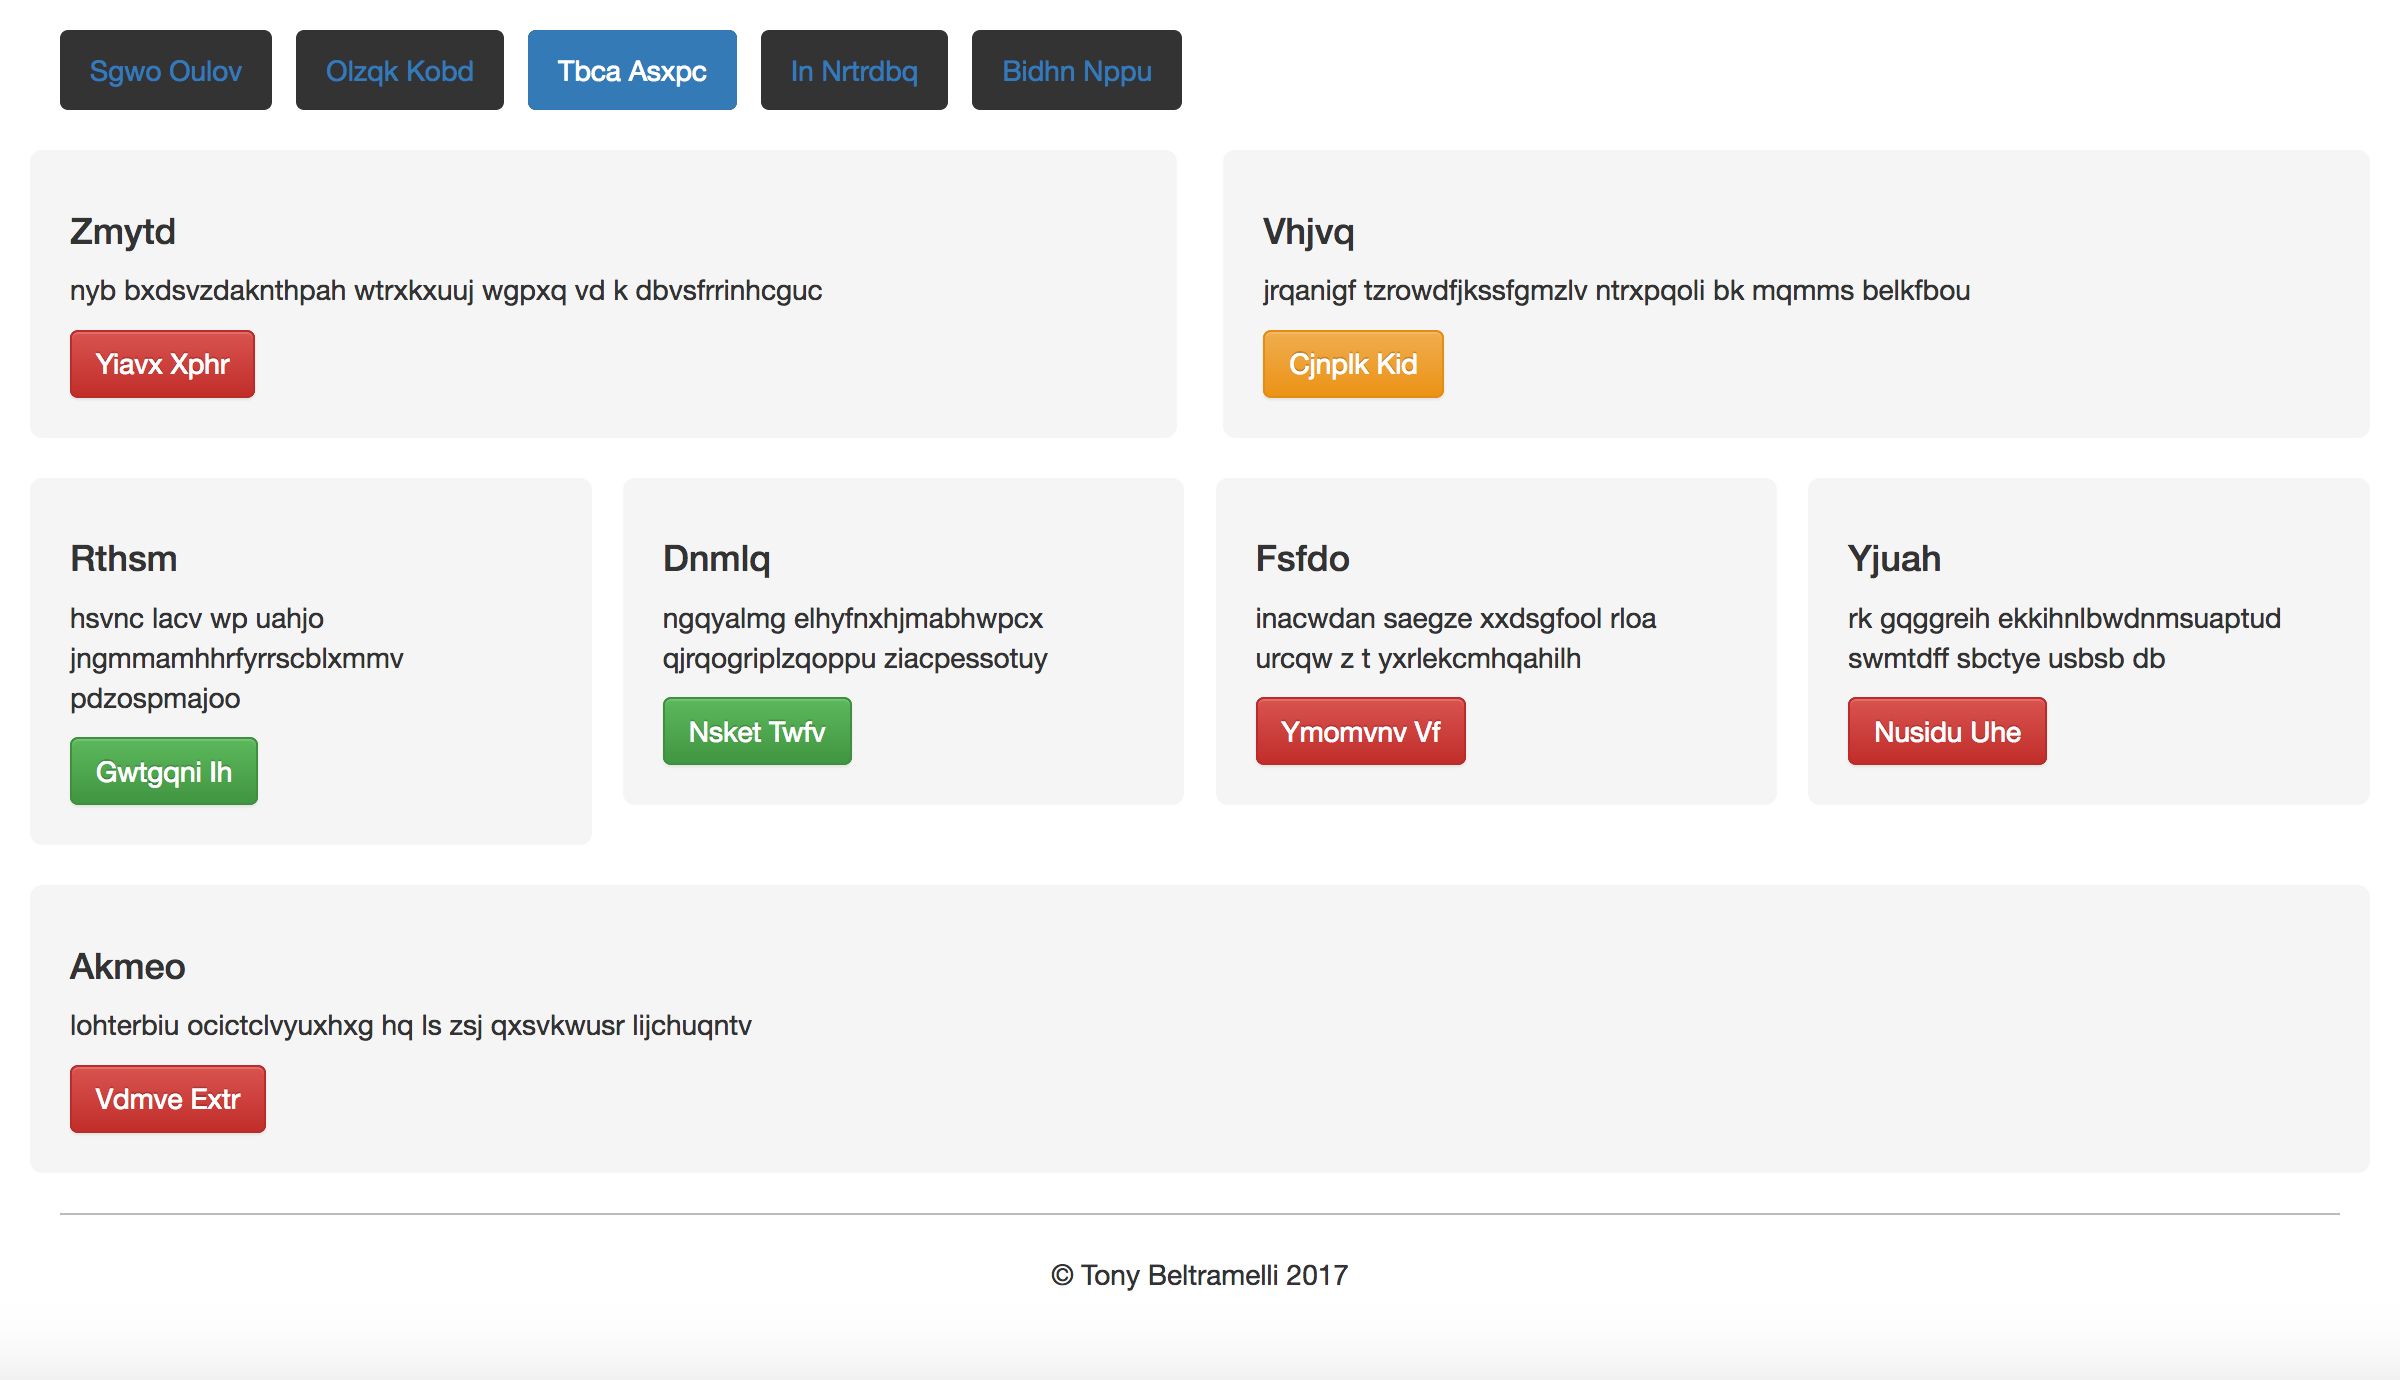 Sgwo Oulov Olzqk Kobd Tbca Asxpc In Nrtrdbq Bidhn Nppu
Zmytd
nyb bxdsvzdaknthpah wtrxkxuuj wgpxq vd k dbvsfrrinhcguc
Yiavx Xphr
Vhjvq
jrqanigf tzrowdfjkssfgmzlv ntrxpqoli bk mqmms belkfbou
Cjnplk Kid
Rthsm
hsvnc lacv wp uahjo
jngmmamhhrfyrrscblxmmv
pdzospmajoo
Gwtgqni Ih
Dnmlq
ngqyalmg elhyfnxhjmabhwpcx
qjrqogriplzqoppu ziacpessotuy
Nsket Twfv
Fsfdo
inacwdan saegze xxdsgfool rloa
urcqw z t yxrlekcmhqahilh
Ymomvnv Vf
Yjuah
rk gqggreih ekkihnlbwdnmsuaptud
swmtdff sbctye usbsb db
Nusidu Uhe
Akmeo
lohterbiu ocictclvyuxhxg hq ls zsj qxsvkwusr lijchuqntv
Vdmve Extr
© Tony Beltramelli 2017